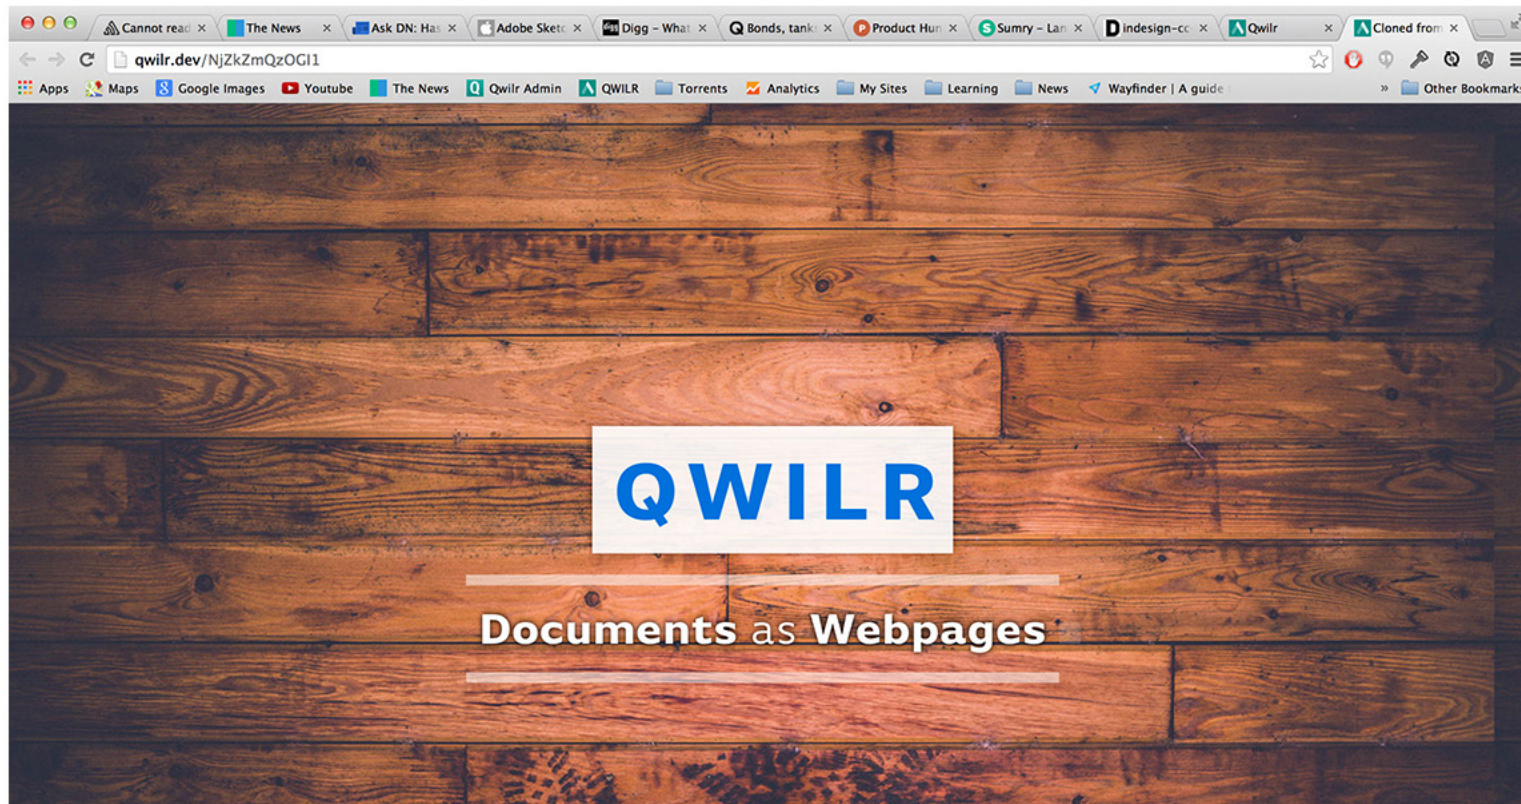 Cannot read
The News
Ask DN: Has
Adobe Sketc
Digg – What
Bonds, tank
Product Hun
Sumry – Lan
indesign-cc
Qwilr
Cloned from
qwilr.dev/NjZkZmQzOGI1
Apps Maps Google Images Youtube The News Qwilr Admin QWILR Torrents Analytics My Sites Learning News Wayfinder | A guide » Other Bookmarks
QWILR
Documents as Webpages